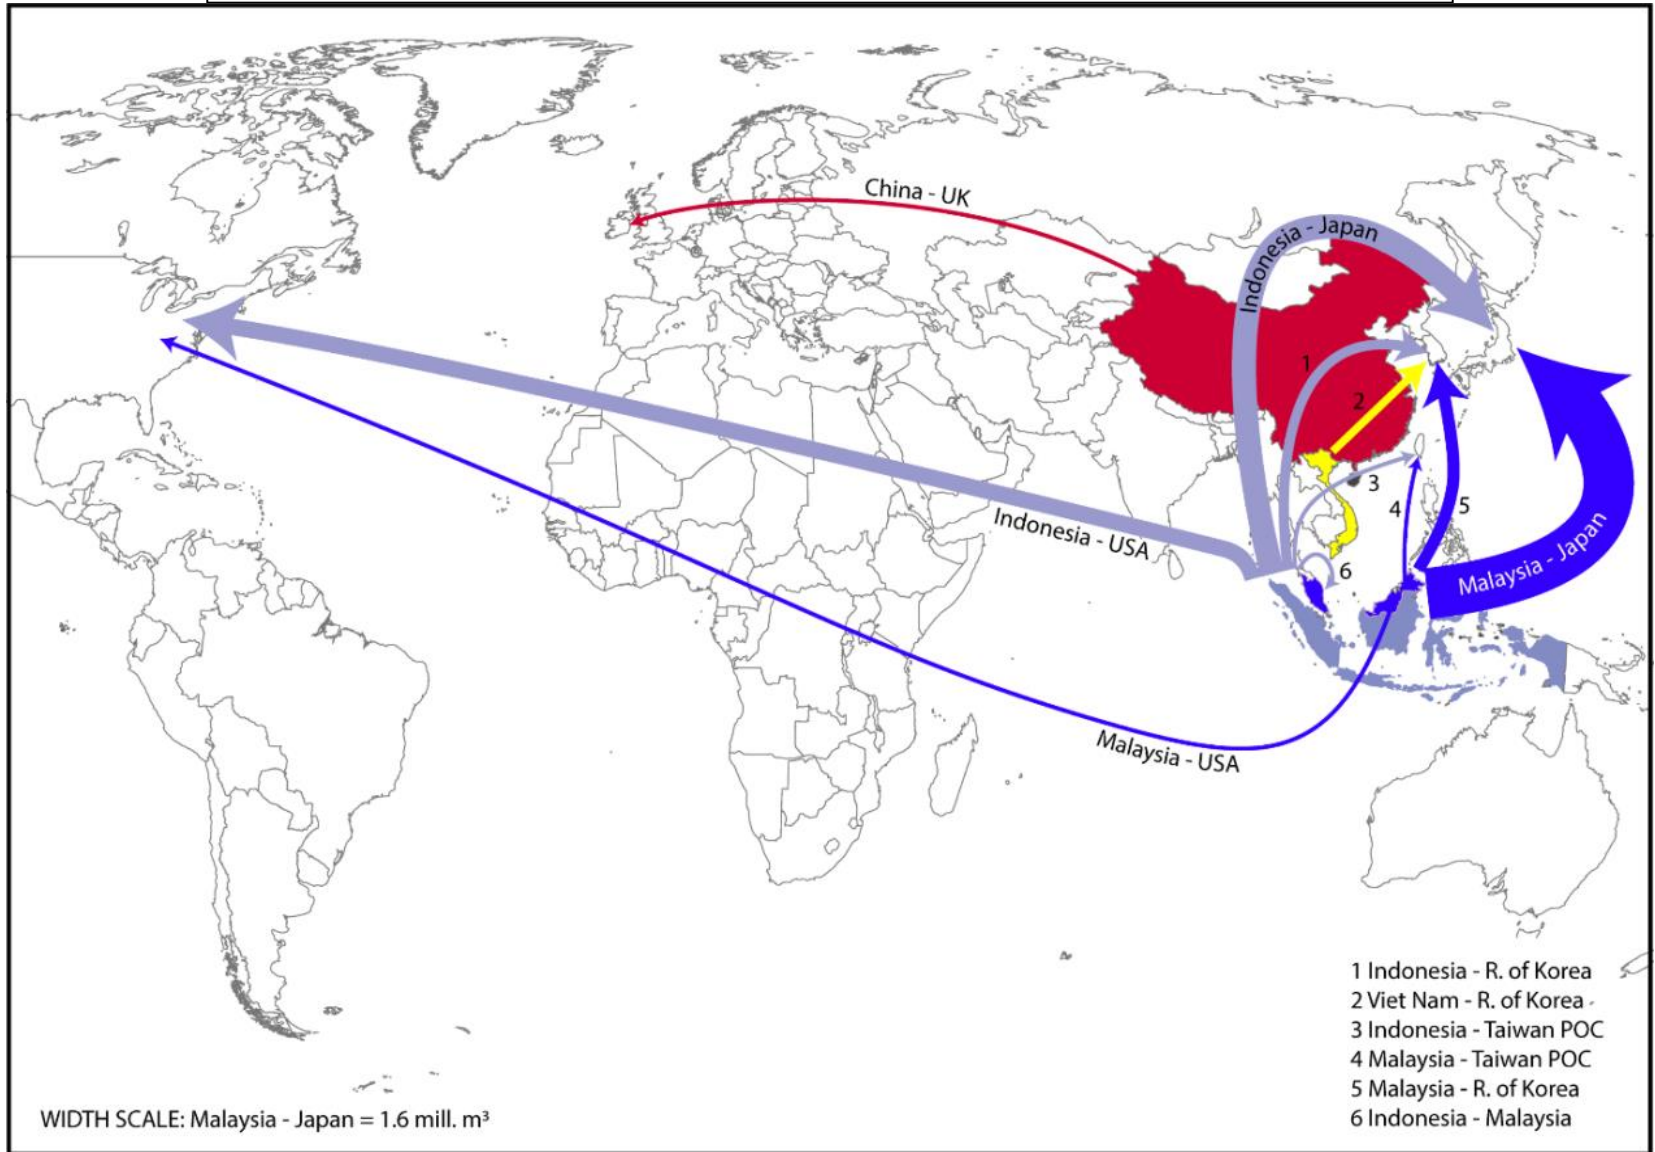 China - UK
Indonesia - Japan
1
2
3
4
5
Indonesia - USA
6
Malaysia - Japan
Malaysia - USA
1 Indonesia - R. of Korea
2 Viet Nam - R. of Korea
3 Indonesia - Taiwan POC
4 Malaysia - Taiwan POC
5 Malaysia - R. of Korea
6 Indonesia - Malaysia
WIDTH SCALE: Malaysia - Japan = 1.6 mill. m³